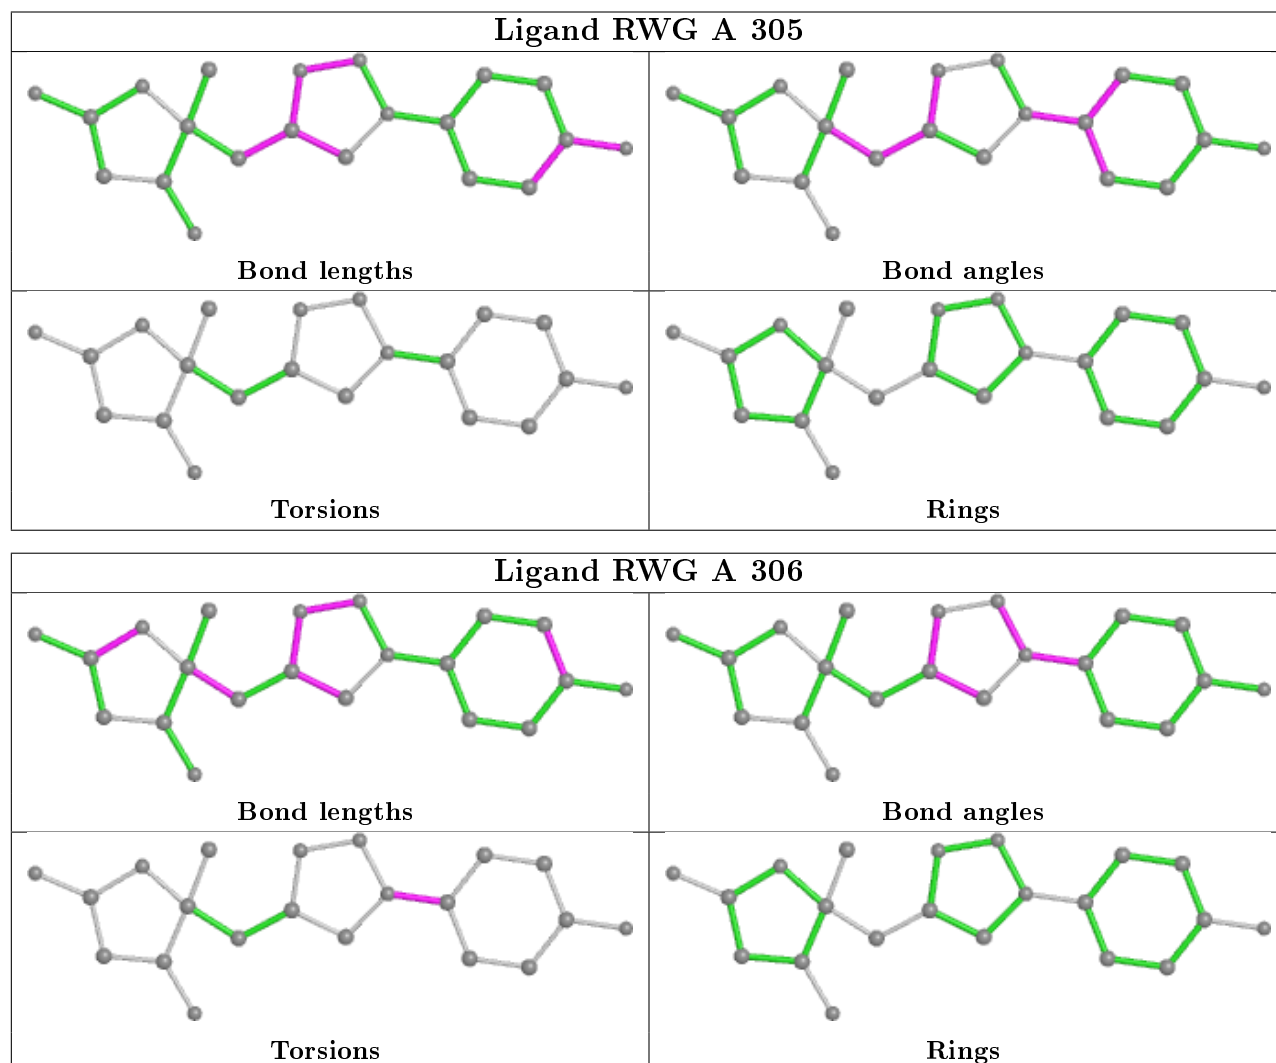 Ligand RWG A 305
Bond lengths
Bond angles
Torsions
Rings
Ligand RWG A 306
Bond lengths
Bond angles
Torsions
Rings